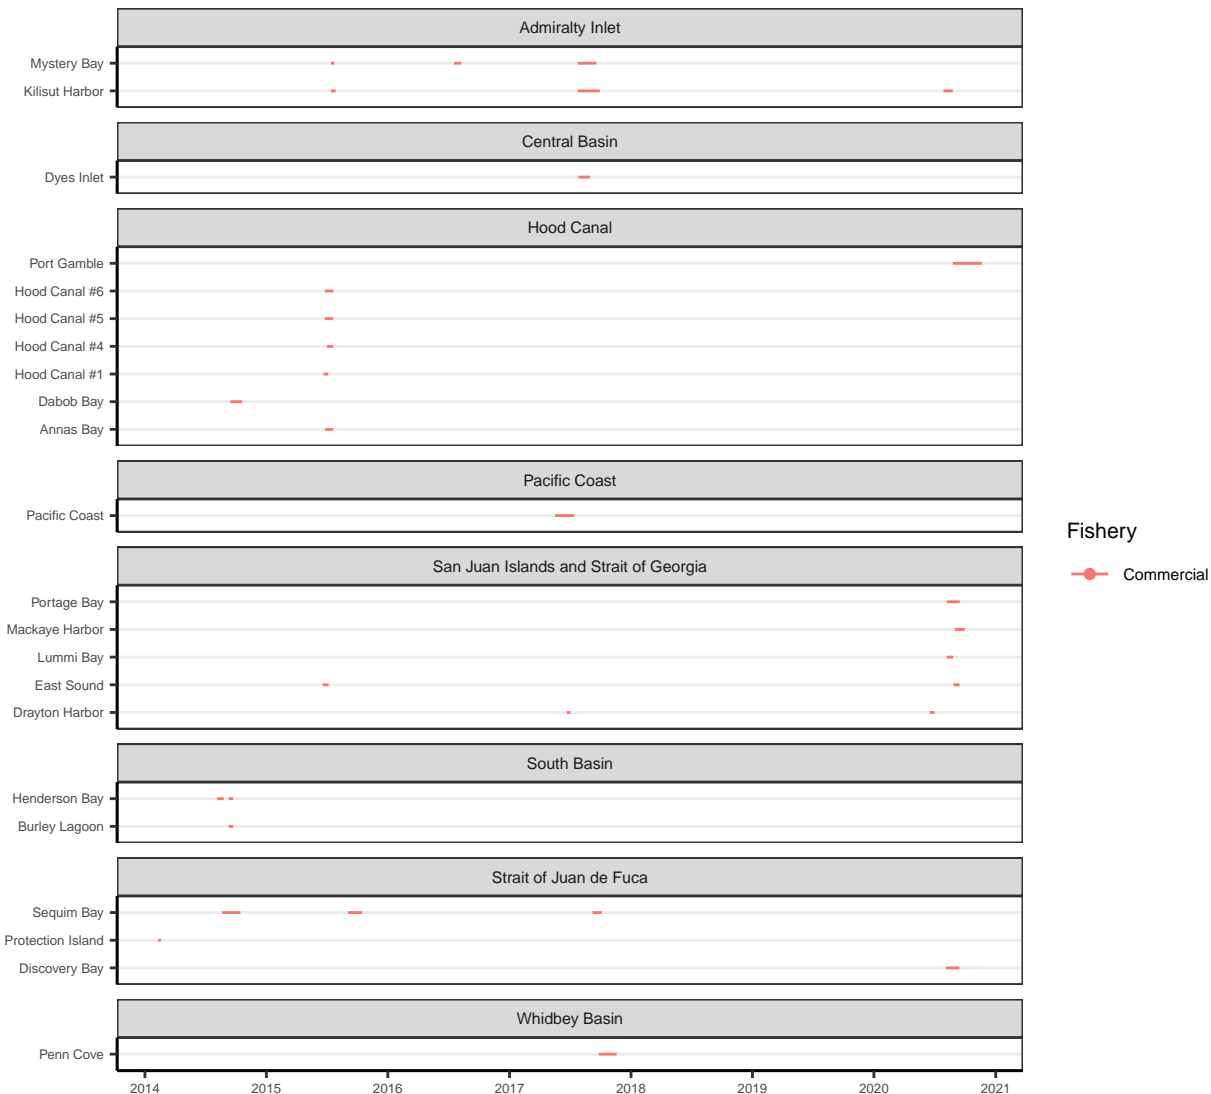 Admiralty Inlet
Mystery Bay
Kilisut Harbor
Central Basin
Dyes Inlet
Hood Canal
Port Gamble
Hood Canal #6
Hood Canal #5
Hood Canal #4
Hood Canal #1
Dabob Bay
Annas Bay
Pacific Coast
Pacific Coast
San Juan Islands and Strait of Georgia
Portage Bay
Mackaye Harbor
Lummi Bay
East Sound
Drayton Harbor
South Basin
Henderson Bay
Burley Lagoon
Strait of Juan de Fuca
Sequim Bay
Protection Island
Discovery Bay
Whidbey Basin
Penn Cove
2014 2015 2016 2017 2018 2019 2020 2021
Fishery
Commercial